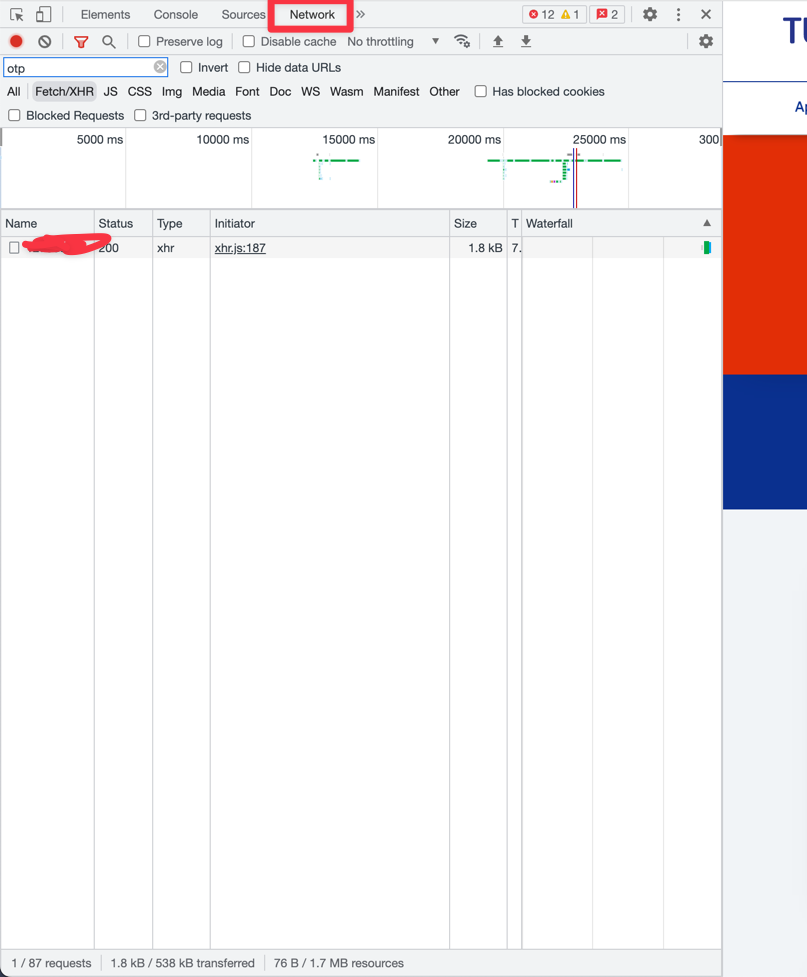 Elements Console Sources Network 12 1 2
Preserve log Disable cache No throttling
otp Invert Hide data URLs
All Fetch/XHR JS CSS Img Media Font Doc WS Wasm Manifest Other Has blocked cookies
Blocked Requests 3rd-party requests
5000 ms 10000 ms 15000 ms 20000 ms 25000 ms 300
Name Status Type Initiator Size T Waterfall
200 xhr xhr.js:187 1.8 kB 7.
1 / 87 requests 1.8 kB / 538 kB transferred 76 B / 1.7 MB resources
Ap